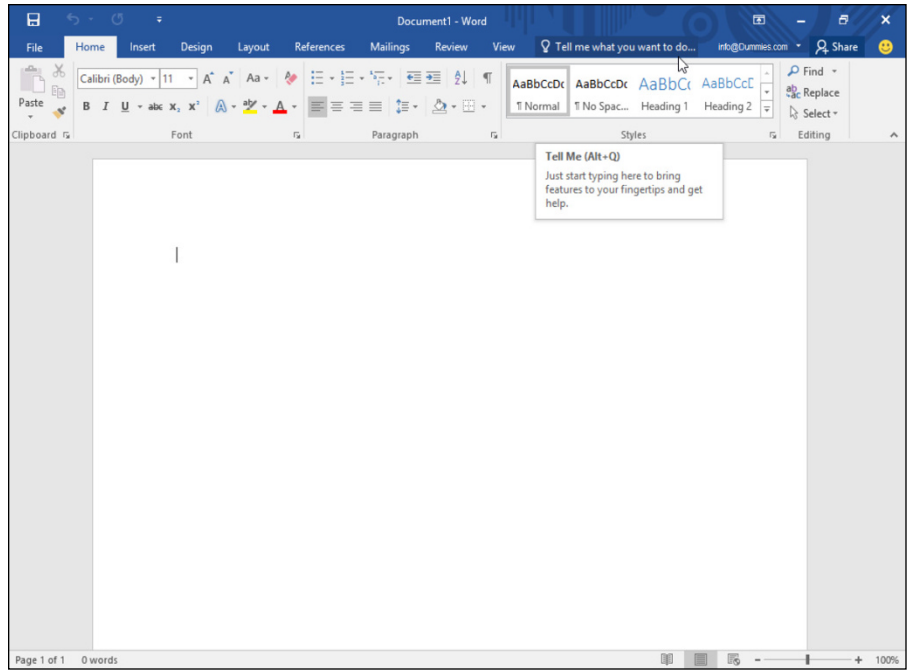 Document1 - Word
File Home Insert Design Layout References Mailings Review View Tell me what you want to do... info@Dummies.com Share
Paste
Clipboard
Calibri (Body) 11 A A Aa
B I U abc X₂ X² A aby A
Font
Paragraph
AaBbCcDc AaBbCcDc AaBbCc AaBbCcC
¶ Normal ¶ No Spac... Heading 1 Heading 2
Styles
Find
Replace
Select
Editing
Tell Me (Alt+Q)
Just start typing here to bring
features to your fingertips and get
help.
Page 1 of 1 0 words 100%